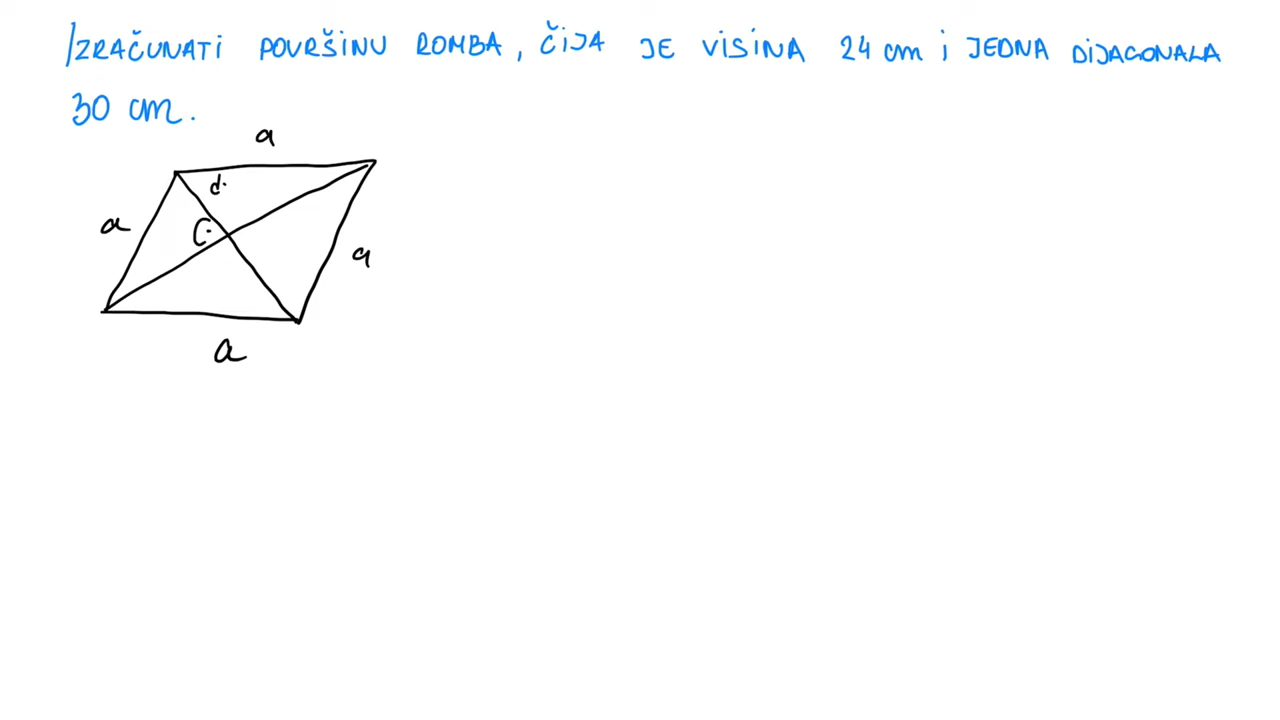 IZRAČUNATI POVRŠINU ROMBA, ČIJA JE VISINA 24 cm i JEDNA DIJAGONALA
30 cm.
a
d
a
a
a